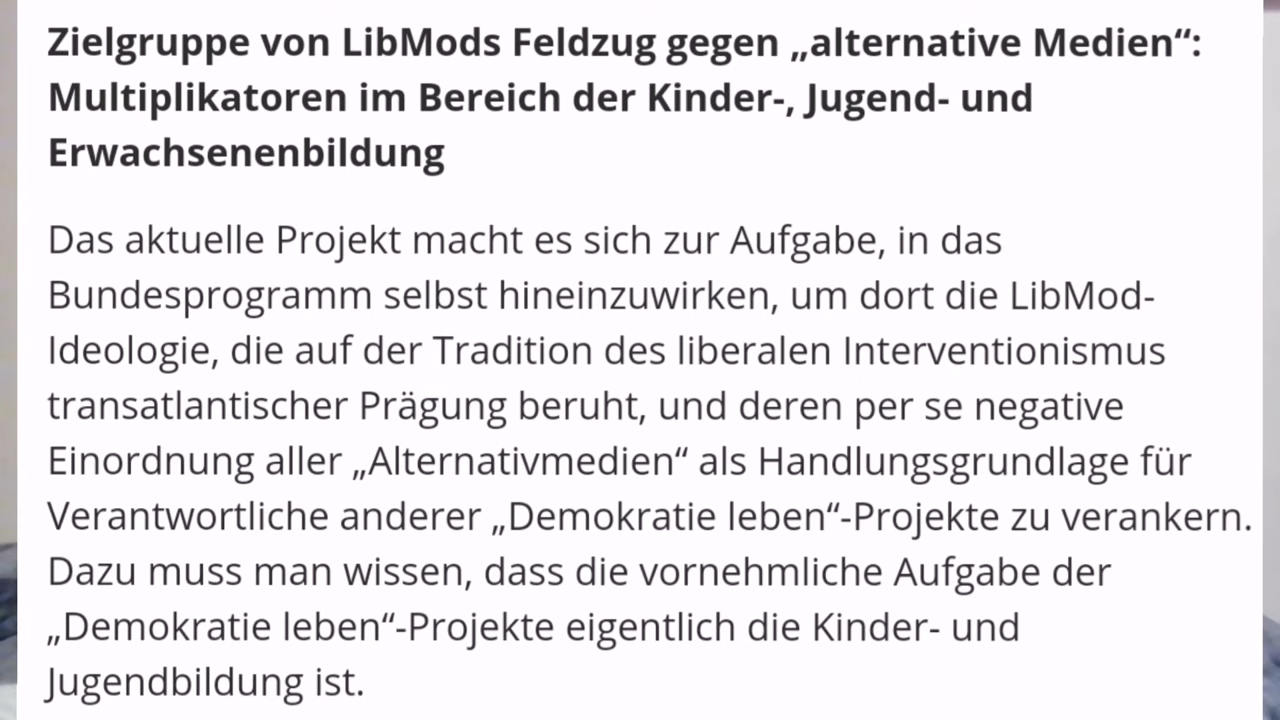 Zielgruppe von LibMods Feldzug gegen „alternative Medien“:
Multiplikatoren im Bereich der Kinder-, Jugend- und
Erwachsenenbildung
Das aktuelle Projekt macht es sich zur Aufgabe, in das
Bundesprogramm selbst hineinzuwirken, um dort die LibMod-
Ideologie, die auf der Tradition des liberalen Interventionismus
transatlantischer Prägung beruht, und deren per se negative
Einordnung aller „Alternativmedien“ als Handlungsgrundlage für
Verantwortliche anderer „Demokratie leben“-Projekte zu verankern.
Dazu muss man wissen, dass die vornehmliche Aufgabe der
„Demokratie leben“-Projekte eigentlich die Kinder- und
Jugendbildung ist.